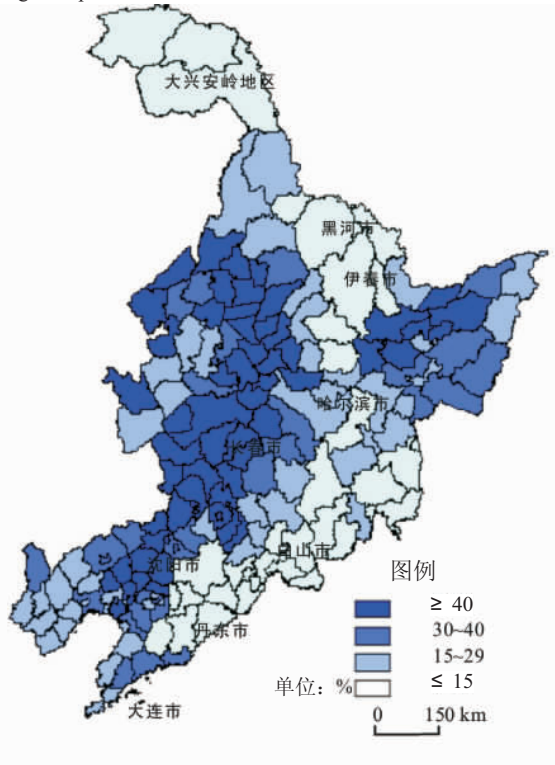 大兴安岭地区
黑河市
伊春市
哈尔滨市
长春市
白山市
沈阳市
丹东市
大连市
图例
≥ 40
30~40
15~29
单位：% ≤ 15
0 150 km